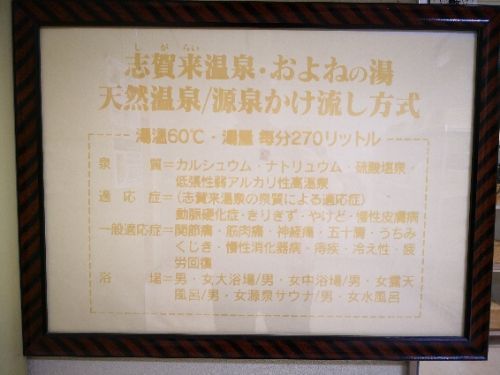 しがらい
志賀来温泉・およねの湯
天然温泉/源泉かけ流し方式
湯温60℃・湯量 毎分270リットル
泉 質＝カルシュウム・ナトリュウム・硫酸塩泉・
低張性弱アルカリ性高温泉
適 応 症＝（志賀来温泉の泉質による適応症）
動脈硬化症・きりきず・やけど・慢性皮膚病
一般適応症＝関節痛・筋肉痛・神経痛・五十肩・うちみ
くじき・慢性消化器病・痔疾・冷え性・疲
労回復
浴 場＝男・女大浴場/男・女中浴場/男・女露天
風呂/男・女源泉サウナ/男・女水風呂